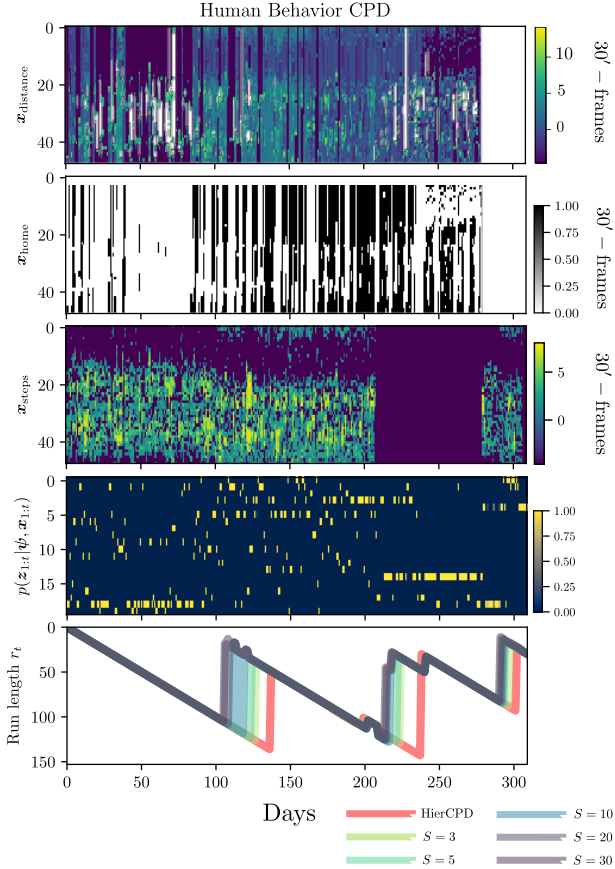 Human Behavior CPD
0
20
40
x_distance
10
5
0
30′ − frames
0
20
40
x_home
1.00
0.75
0.50
0.25
0.00
30′ − frames
0
20
40
x_steps
5
0
30′ − frames
0
5
10
15
p(z_{1:t}|ψ, x_{1:t})
1.00
0.75
0.50
0.25
0.00
0
50
100
150
Run length r_t
0 50 100 150 200 250 300
Days
HierCPD
S = 3
S = 5
S = 10
S = 20
S = 30